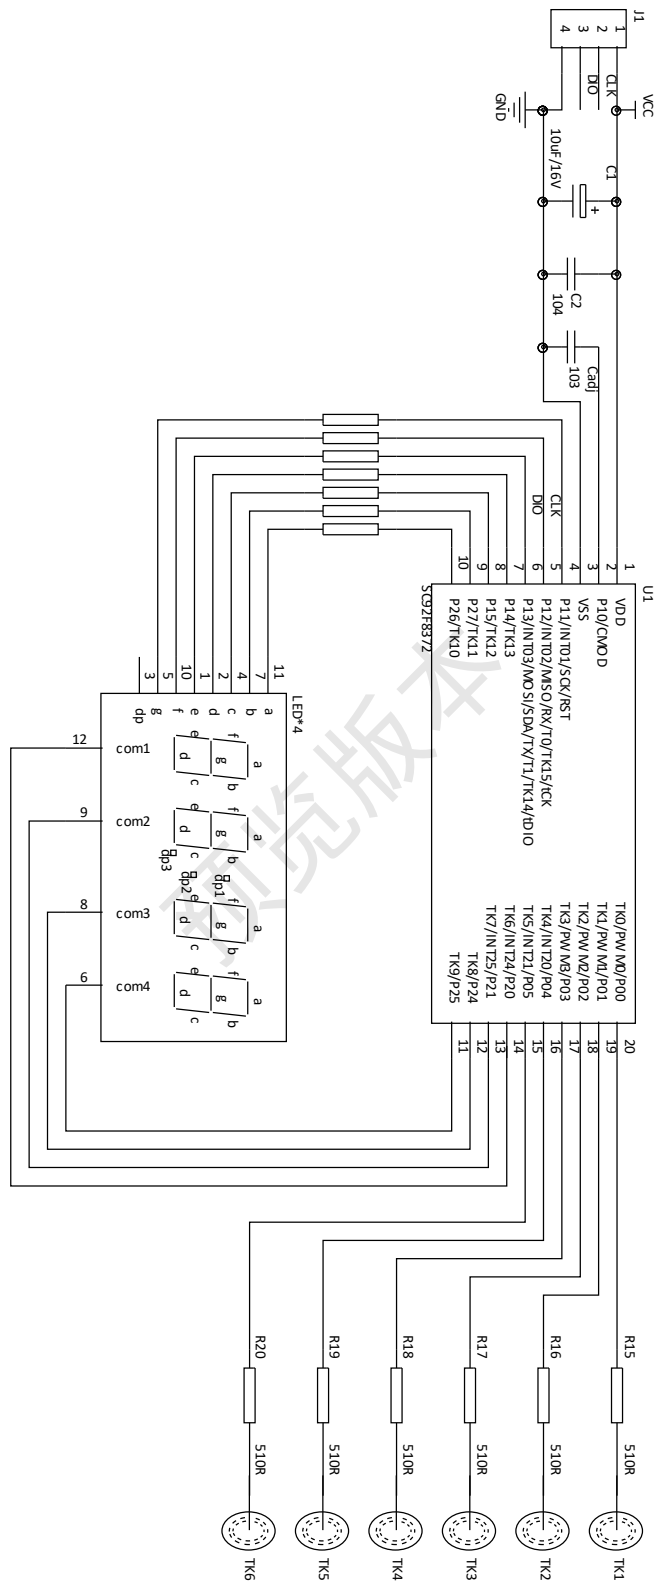 J1
1
2
3
4
CLK
DIO
VCC
GND
C1
10uF/16V
+
C2
104
Cadj
103
CLK
DIO
U1
SC92F8372
1
2
3
4
5
6
7
8
9
10
VDD
P10/CMOD
VSS
P11/INT01/SCK/RST
P12/INT02/MISO/RX/T0/TK15/tCK
P13/INT03/MOSI/SDA/TX/T1/TK14/tDIO
P14/TK13
P15/TK12
P27/TK11
P26/TK10
TK0/PWM0/P00
TK1/PWM1/P01
TK2/PWM2/P02
TK3/PWM3/P03
TK4/INT20/P04
TK5/INT21/P05
TK6/INT24/P20
TK7/INT25/P21
TK8/P24
TK9/P25
20
19
18
17
16
15
14
13
12
11
LED*4
11
7
4
2
1
10
5
3
a
b
c
d
e
f
g
dp
12
com1
9
com2
8
com3
6
com4
a
b
c
d
e
f
g
a
b
c
d
e
f
g
dp1
dp2
dp3
a
b
c
d
e
f
g
a
b
c
d
e
f
g
R15
510R
TK1
R16
510R
TK2
R17
510R
TK3
R18
510R
TK4
R19
510R
TK5
R20
510R
TK6
预览版本